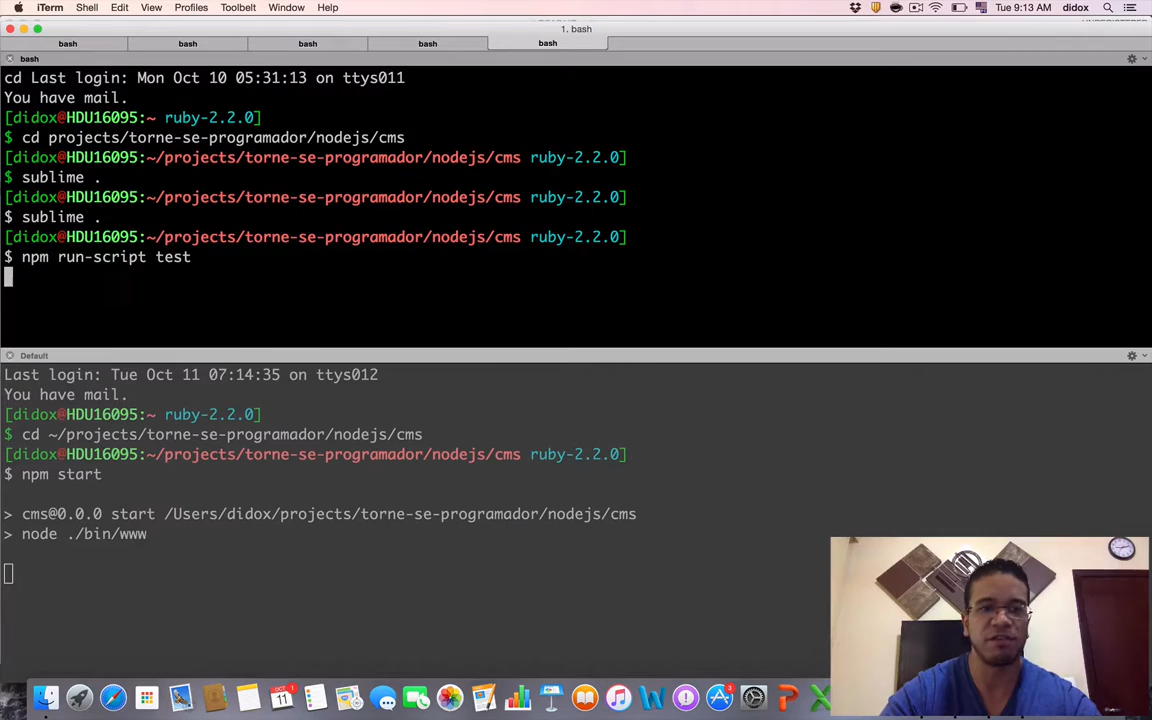 iTerm Shell Edit View Profiles Toolbelt Window Help Tue 9:13 AM didox
1. bash
bash bash bash bash bash
bash
cd Last login: Mon Oct 10 05:31:13 on ttys011
You have mail.
[didox@HDU16095:~ ruby-2.2.0]
$ cd projects/torne-se-programador/nodejs/cms
[didox@HDU16095:~/projects/torne-se-programador/nodejs/cms ruby-2.2.0]
$ sublime .
[didox@HDU16095:~/projects/torne-se-programador/nodejs/cms ruby-2.2.0]
$ sublime .
[didox@HDU16095:~/projects/torne-se-programador/nodejs/cms ruby-2.2.0]
$ npm run-script test
Default
Last login: Tue Oct 11 07:14:35 on ttys012
You have mail.
[didox@HDU16095:~ ruby-2.2.0]
$ cd ~/projects/torne-se-programador/nodejs/cms
[didox@HDU16095:~/projects/torne-se-programador/nodejs/cms ruby-2.2.0]
$ npm start
> cms@0.0.0 start /Users/didox/projects/torne-se-programador/nodejs/cms
> node ./bin/www